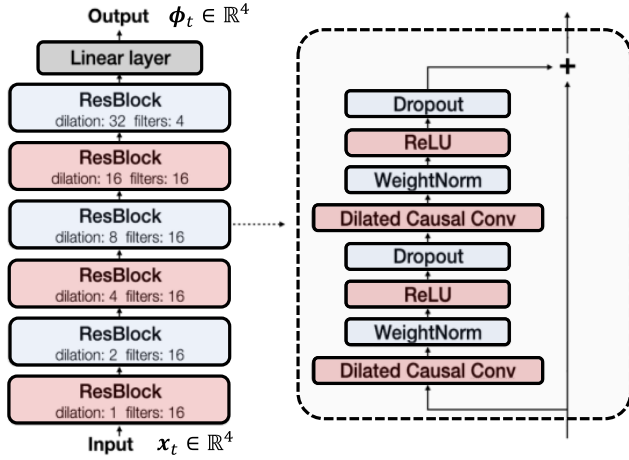 Output ϕₜ ∈ ℝ⁴
Linear layer
ResBlock
dilation: 32 filters: 4
ResBlock
dilation: 16 filters: 16
ResBlock
dilation: 8 filters: 16
ResBlock
dilation: 4 filters: 16
ResBlock
dilation: 2 filters: 16
ResBlock
dilation: 1 filters: 16
Input xₜ ∈ ℝ⁴
+
Dropout
ReLU
WeightNorm
Dilated Causal Conv
Dropout
ReLU
WeightNorm
Dilated Causal Conv